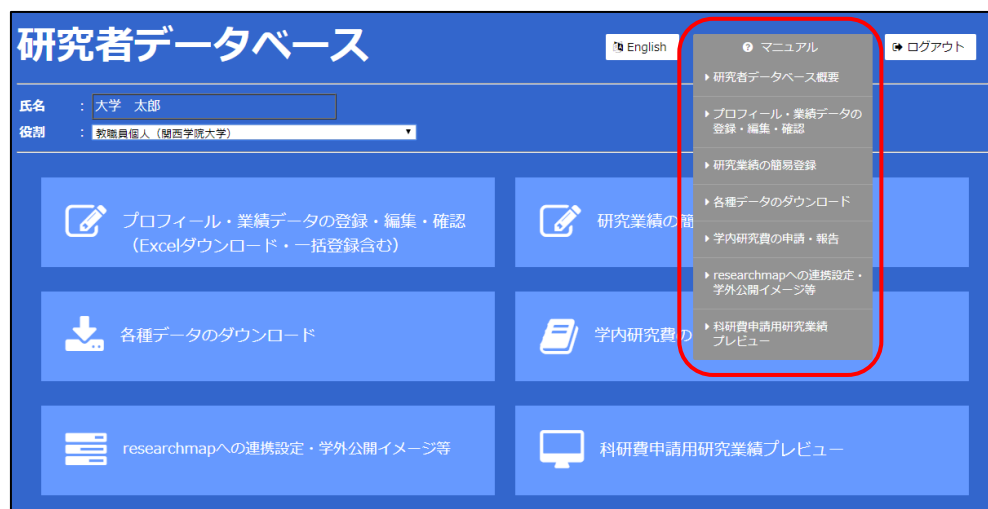 研究者データベース
English
マニュアル
ログアウト
氏名 : 大学 太郎
役割 : 教職員個人（関西学院大学）
研究者データベース概要
プロフィール・業績データの
登録・編集・確認
研究業績の簡易登録
各種データのダウンロード
学内研究費の申請・報告
researchmapへの連携設定・
学外公開イメージ等
科研費申請用研究業績
プレビュー
プロフィール・業績データの登録・編集・確認
（Excelダウンロード・一括登録含む）
研究業績の簡
各種データのダウンロード
学内研究費の
researchmapへの連携設定・学外公開イメージ等
科研費申請用研究業績プレビュー